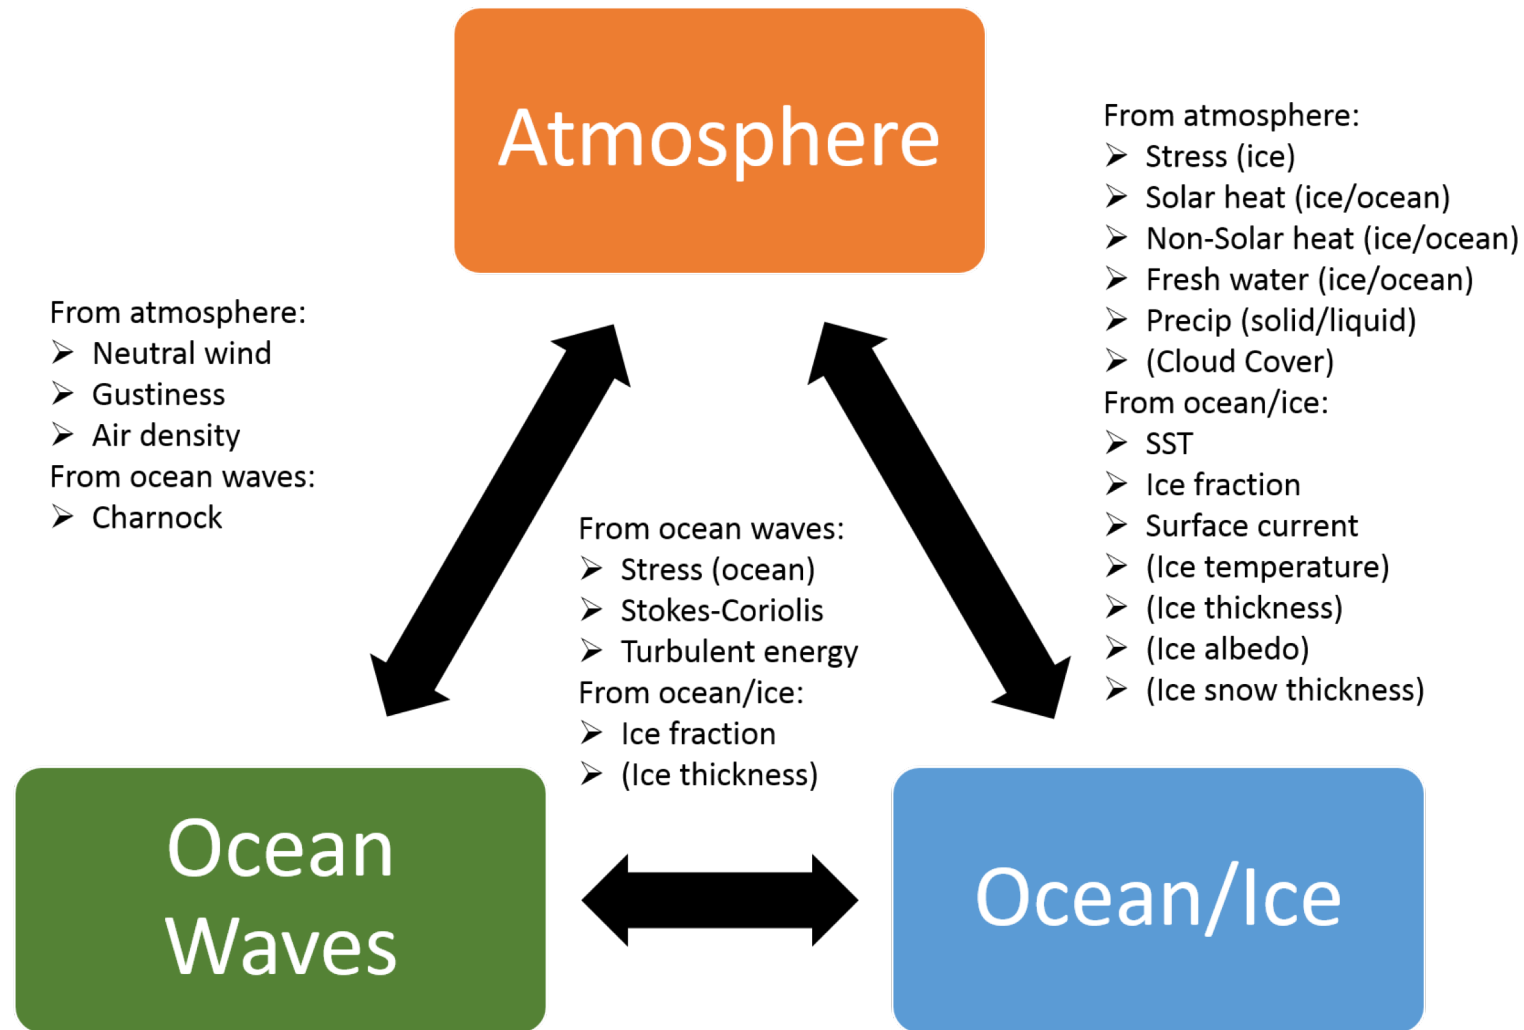 Atmosphere
From atmosphere:
➢ Stress (ice)
➢ Solar heat (ice/ocean)
➢ Non-Solar heat (ice/ocean)
➢ Fresh water (ice/ocean)
➢ Precip (solid/liquid)
➢ (Cloud Cover)
From ocean/ice:
➢ SST
➢ Ice fraction
➢ Surface current
➢ (Ice temperature)
➢ (Ice thickness)
➢ (Ice albedo)
➢ (Ice snow thickness)
From atmosphere:
➢ Neutral wind
➢ Gustiness
➢ Air density
From ocean waves:
➢ Charnock
From ocean waves:
➢ Stress (ocean)
➢ Stokes-Coriolis
➢ Turbulent energy
From ocean/ice:
➢ Ice fraction
➢ (Ice thickness)
Ocean
Waves
Ocean/Ice